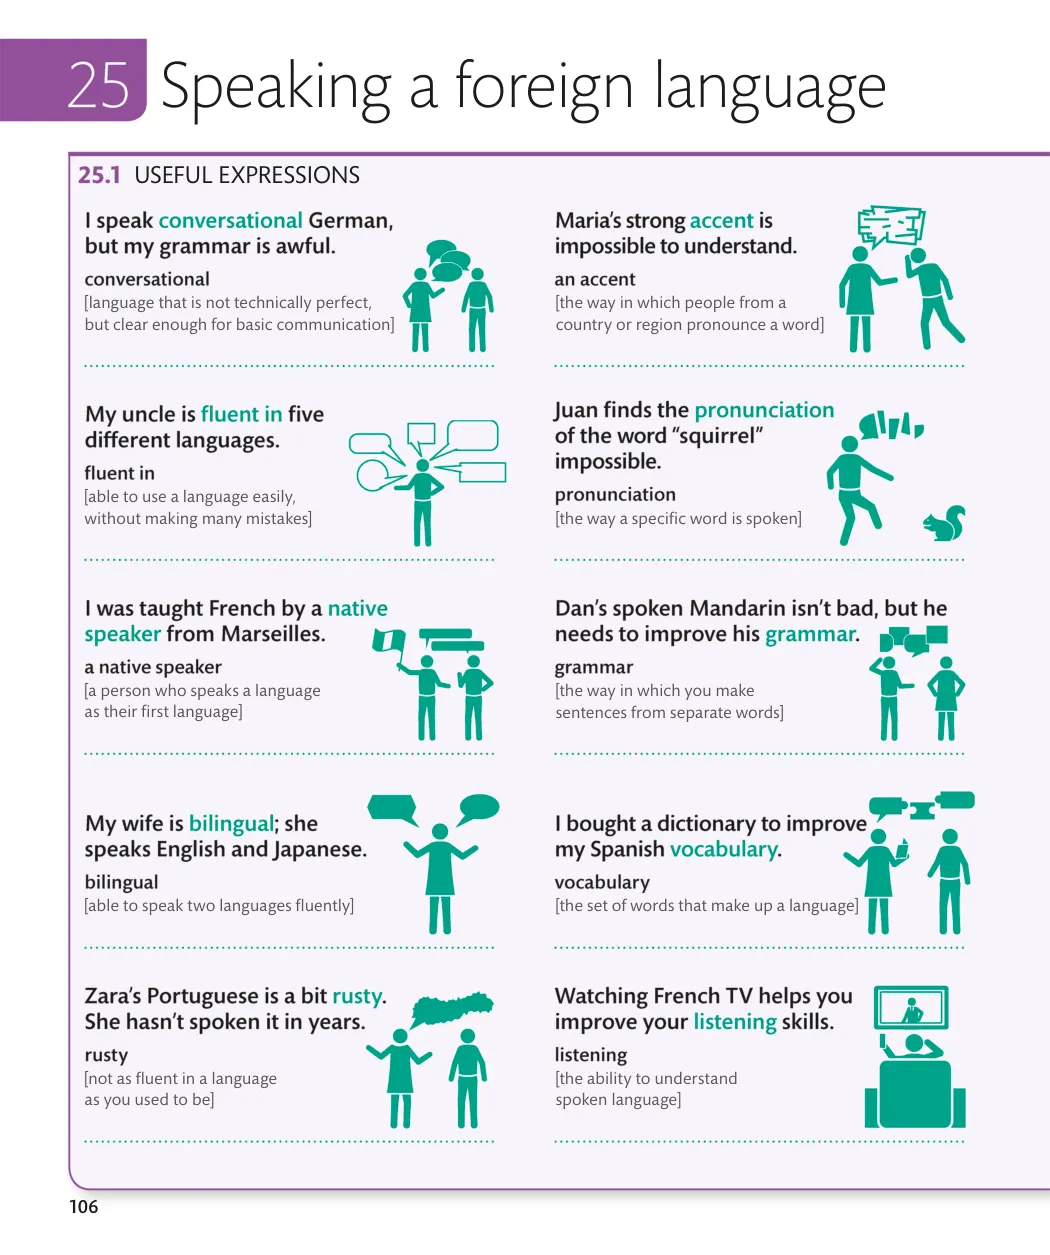 25 Speaking a foreign language
25.1 USEFUL EXPRESSIONS
I speak conversational German,
but my grammar is awful.
conversational
[language that is not technically perfect,
but clear enough for basic communication]
My uncle is fluent in five
different languages.
fluent in
[able to use a language easily,
without making many mistakes]
I was taught French by a native
speaker from Marseilles.
a native speaker
[a person who speaks a language
as their first language]
My wife is bilingual; she
speaks English and Japanese.
bilingual
[able to speak two languages fluently]
Zara’s Portuguese is a bit rusty.
She hasn’t spoken it in years.
rusty
[not as fluent in a language
as you used to be]
Maria’s strong accent is
impossible to understand.
an accent
[the way in which people from a
country or region pronounce a word]
Juan finds the pronunciation
of the word “squirrel”
impossible.
pronunciation
[the way a specific word is spoken]
Dan’s spoken Mandarin isn’t bad, but he
needs to improve his grammar.
grammar
[the way in which you make
sentences from separate words]
I bought a dictionary to improve
my Spanish vocabulary.
vocabulary
[the set of words that make up a language]
Watching French TV helps you
improve your listening skills.
listening
[the ability to understand
spoken language]
106